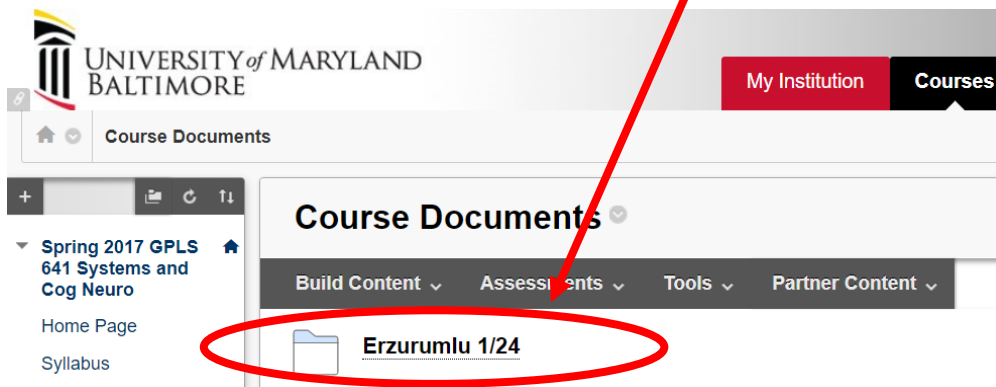 UNIVERSITY of MARYLAND
BALTIMORE
My Institution
Courses
Course Documents
Course Documents
Spring 2017 GPLS
641 Systems and
Cog Neuro
Home Page
Syllabus
Build Content
Assessments
Tools
Partner Content
Erzurumlu 1/24